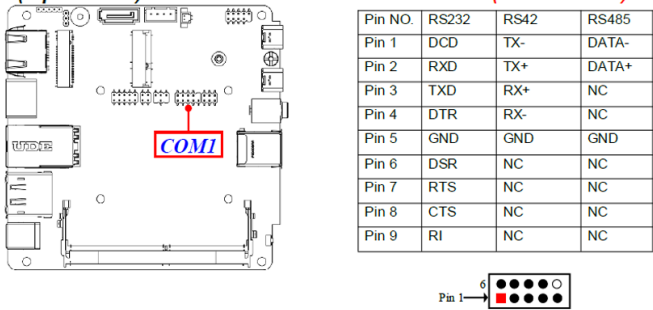 COM1
UDE
Pin NO. RS232 RS42 RS485
Pin 1 DCD TX- DATA-
Pin 2 RXD TX+ DATA+
Pin 3 TXD RX+ NC
Pin 4 DTR RX- NC
Pin 5 GND GND GND
Pin 6 DSR NC NC
Pin 7 RTS NC NC
Pin 8 CTS NC NC
Pin 9 RI NC NC
6
Pin 1